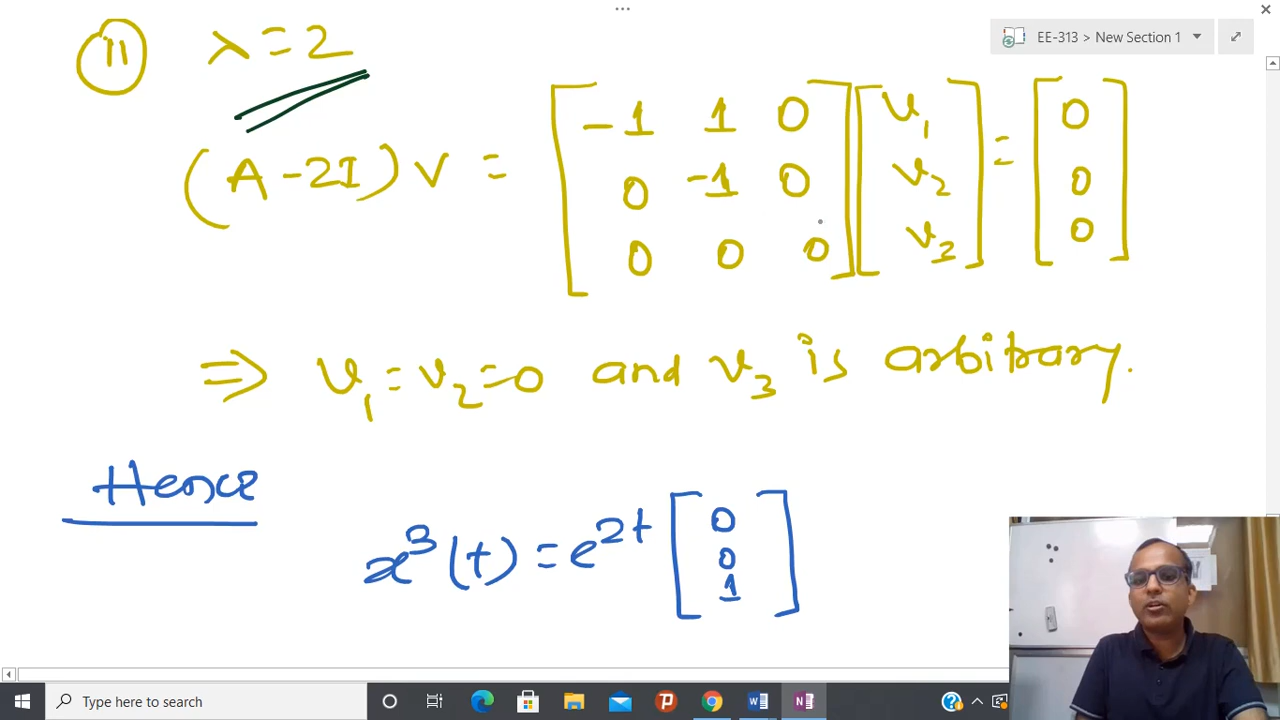 EE-313 > New Section 1
(ii) λ = 2
(A - 2I) v = [ -1 1 0 ] [ v₁ ] = [ 0 ]
[ 0 -1 0 ] [ v₂ ] [ 0 ]
[ 0 0 0 ] [ v₃ ] [ 0 ]
⇒ v₁ = v₂ = 0 and v₃ is arbitrary.
Hence
x³(t) = e²ᵗ [ 0
0
1 ]
Type here to search